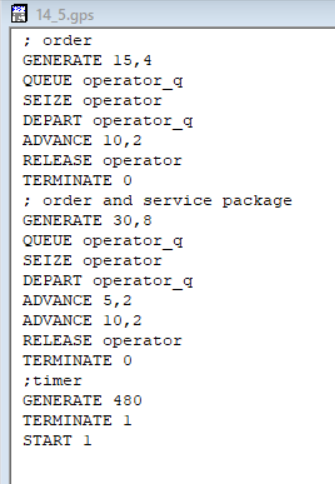 14_5.gps
; order
GENERATE 15,4
QUEUE operator_q
SEIZE operator
DEPART operator_q
ADVANCE 10,2
RELEASE operator
TERMINATE 0
; order and service package
GENERATE 30,8
QUEUE operator_q
SEIZE operator
DEPART operator_q
ADVANCE 5,2
ADVANCE 10,2
RELEASE operator
TERMINATE 0
;timer
GENERATE 480
TERMINATE 1
START 1